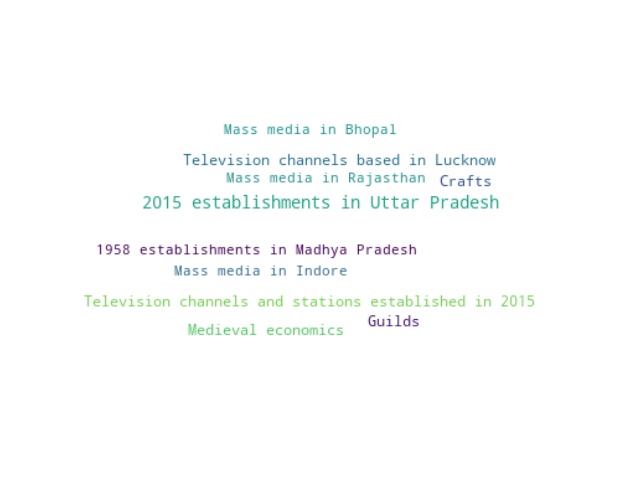 Mass media in Bhopal
Television channels based in Lucknow
Mass media in Rajasthan
Crafts
2015 establishments in Uttar Pradesh
1958 establishments in Madhya Pradesh
Mass media in Indore
Television channels and stations established in 2015
Guilds
Medieval economics